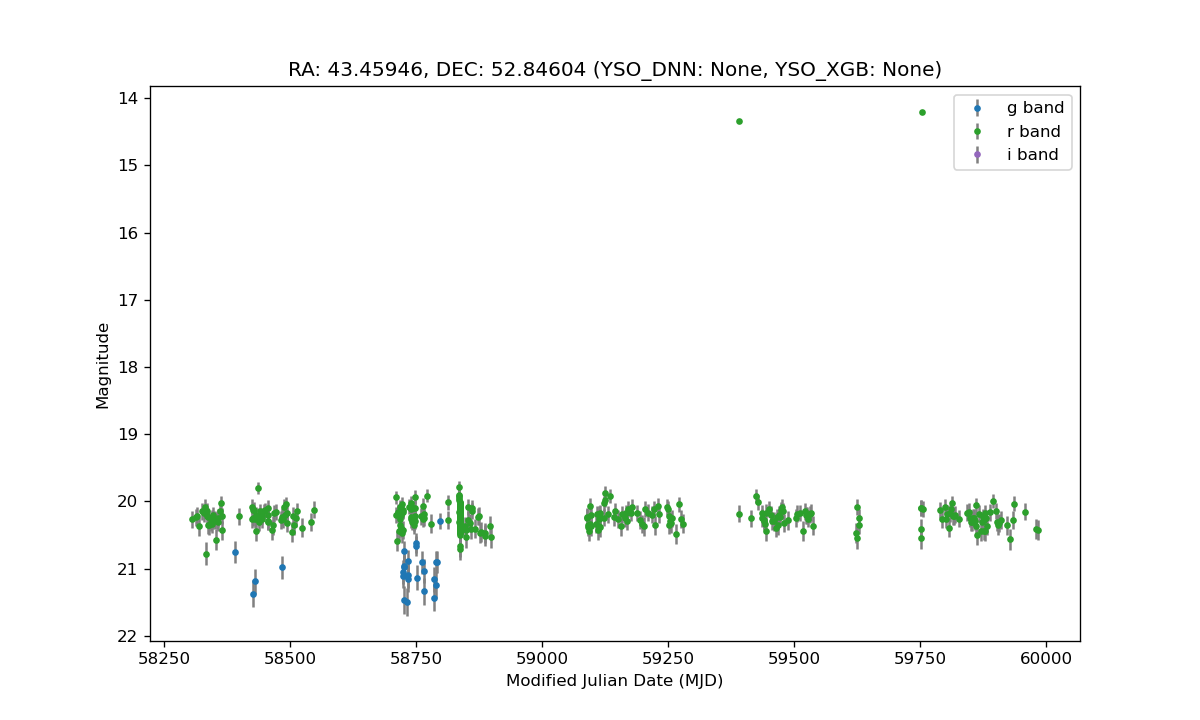 RA: 43.45946, DEC: 52.84604 (YSO_DNN: None, YSO_XGB: None)
g band
r band
i band
14
15
16
17
18
19
20
21
22
Magnitude
58250 58500 58750 59000 59250 59500 59750 60000
Modified Julian Date (MJD)